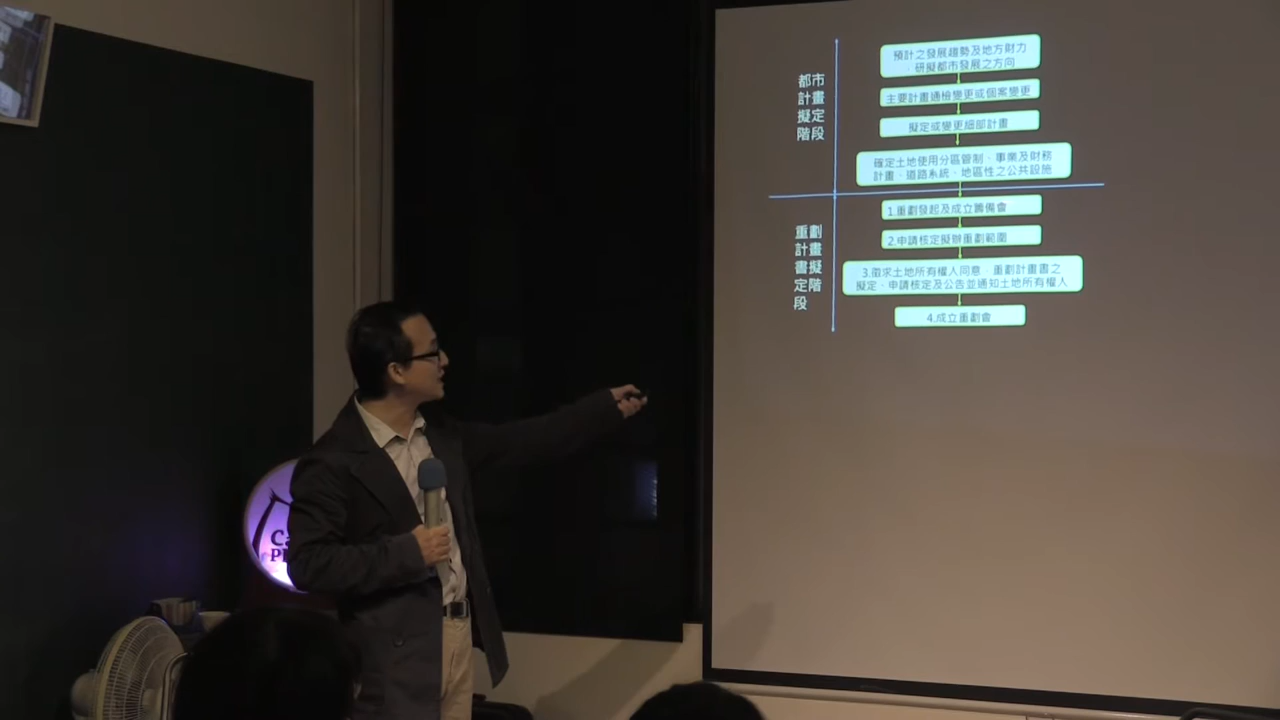 都市
計畫
擬定
階段
預計之發展趨勢及地方財力
、研擬都市發展之方向
主要計畫通檢變更或個案變更
擬定或變更細部計畫
確定土地使用分區管制、事業及財務
計畫、道路系統、地區性之公共設施
重劃
計畫
書擬
定階
段
1.重劃發起及成立籌備會
2.申請核定擬辦重劃範圍
3.徵求土地所有權人同意、重劃計畫書之
擬定、申請核定及公告並通知土地所有權人
4.成立重劃會